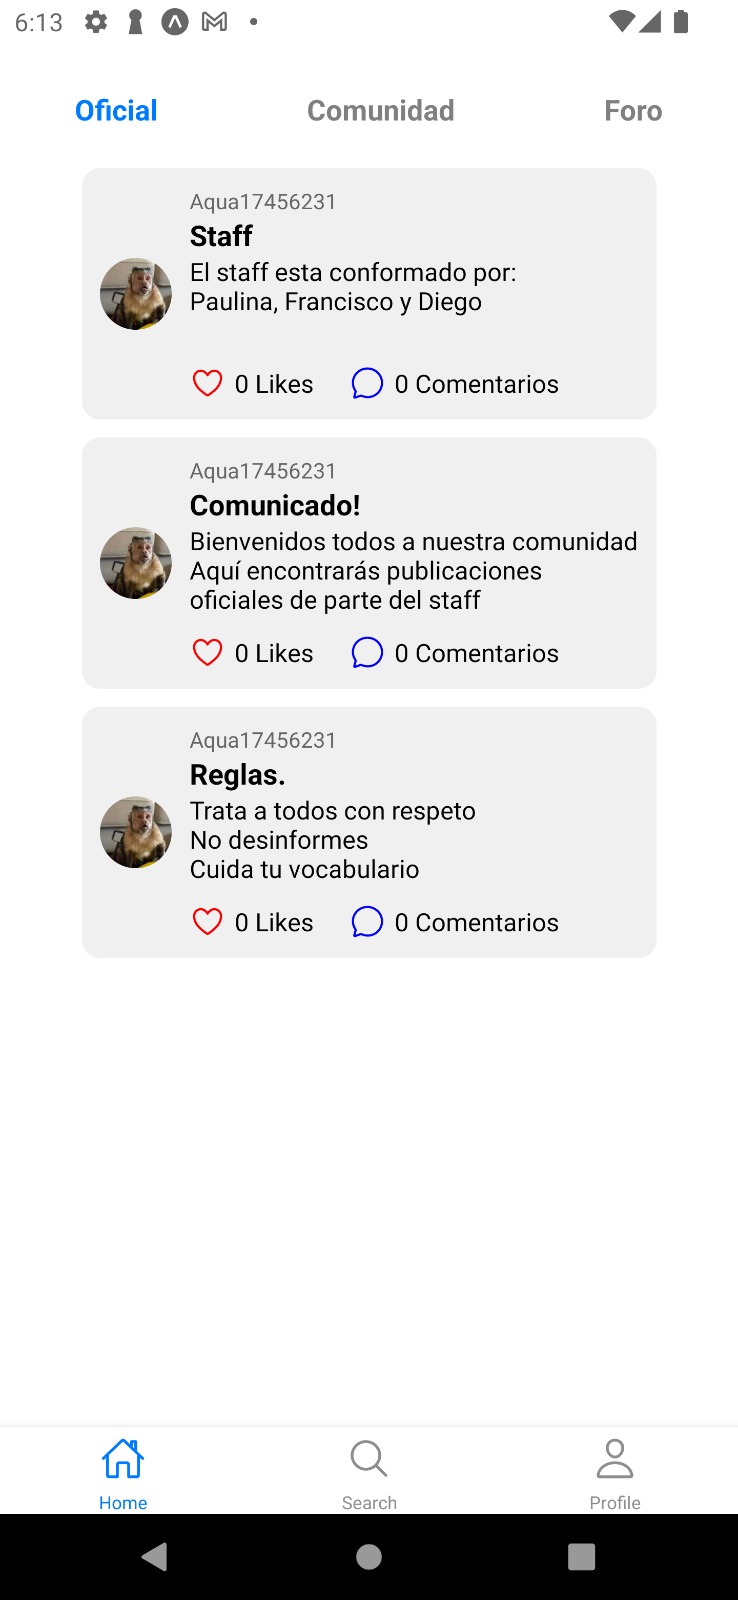 6:13
Oficial Comunidad Foro
Aqua17456231
Staff
El staff esta conformado por:
Paulina, Francisco y Diego
0 Likes 0 Comentarios
Aqua17456231
Comunicado!
Bienvenidos todos a nuestra comunidad
Aquí encontrarás publicaciones
oficiales de parte del staff
0 Likes 0 Comentarios
Aqua17456231
Reglas.
Trata a todos con respeto
No desinformes
Cuida tu vocabulario
0 Likes 0 Comentarios
Home Search Profile